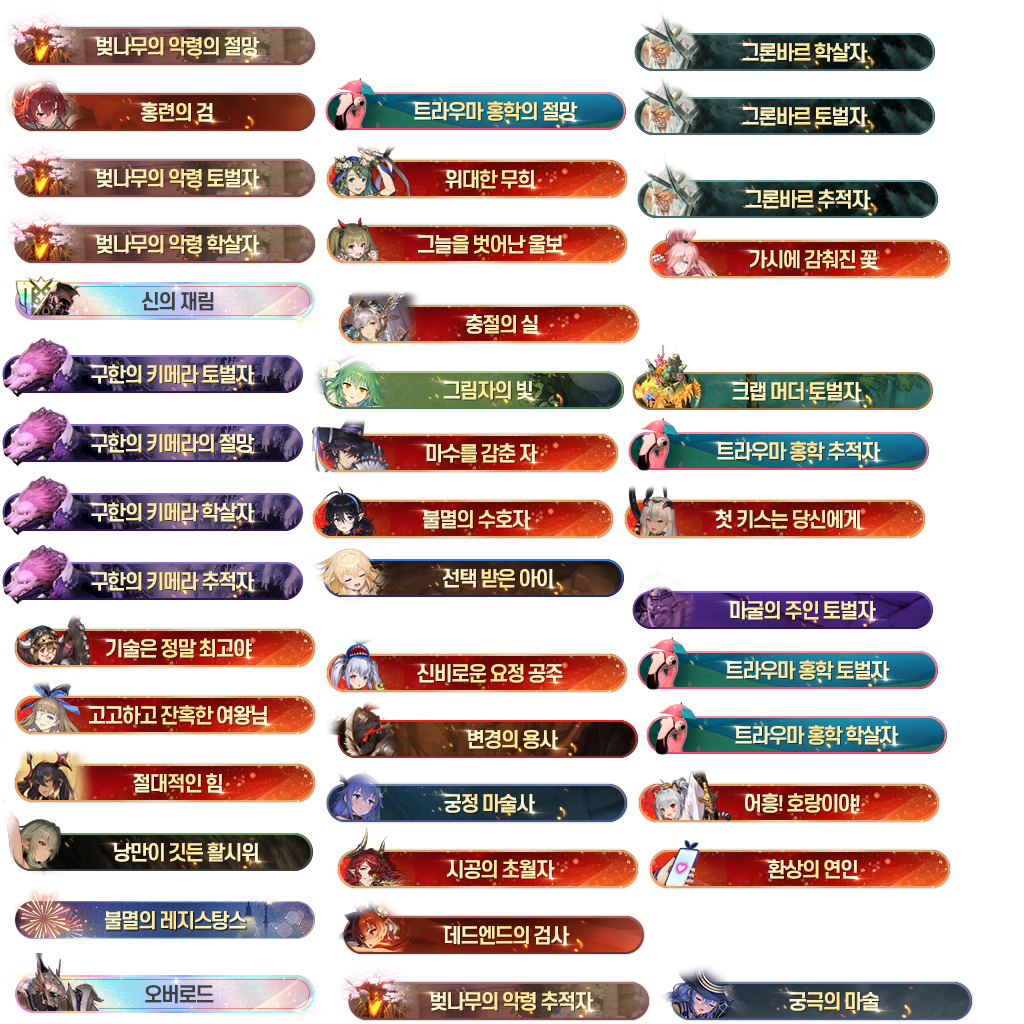 벚나무의 악령의 절망
홍련의 검
벚나무의 악령 토벌자
벚나무의 악령 학살자
신의 재림
구한의 키메라 토벌자
구한의 키메라의 절망
구한의 키메라 학살자
구한의 키메라 추적자
기술은 정말 최고야
고고하고 잔혹한 여왕님
절대적인 힘
낭만이 깃든 활시위
불멸의 레지스탕스
오버로드
트라우마 홍학의 절망
위대한 무희
그늘을 벗어난 울보
충절의 실
그림자의 빛
마수를 감춘 자
불멸의 수호자
선택 받은 아이
신비로운 요정 공주
변경의 용사
궁정 마술사
시공의 초월자
데드엔드의 검사
벚나무의 악령 추적자
그론바르 학살자
그론바르 토벌자
그론바르 추적자
가시에 감춰진 꽃
크랩 머더 토벌자
트라우마 홍학 추적자
첫 키스는 당신에게
마굴의 주인 토벌자
트라우마 홍학 토벌자
트라우마 홍학 학살자
어흥! 호랑이야!
환상의 연인
궁극의 마술